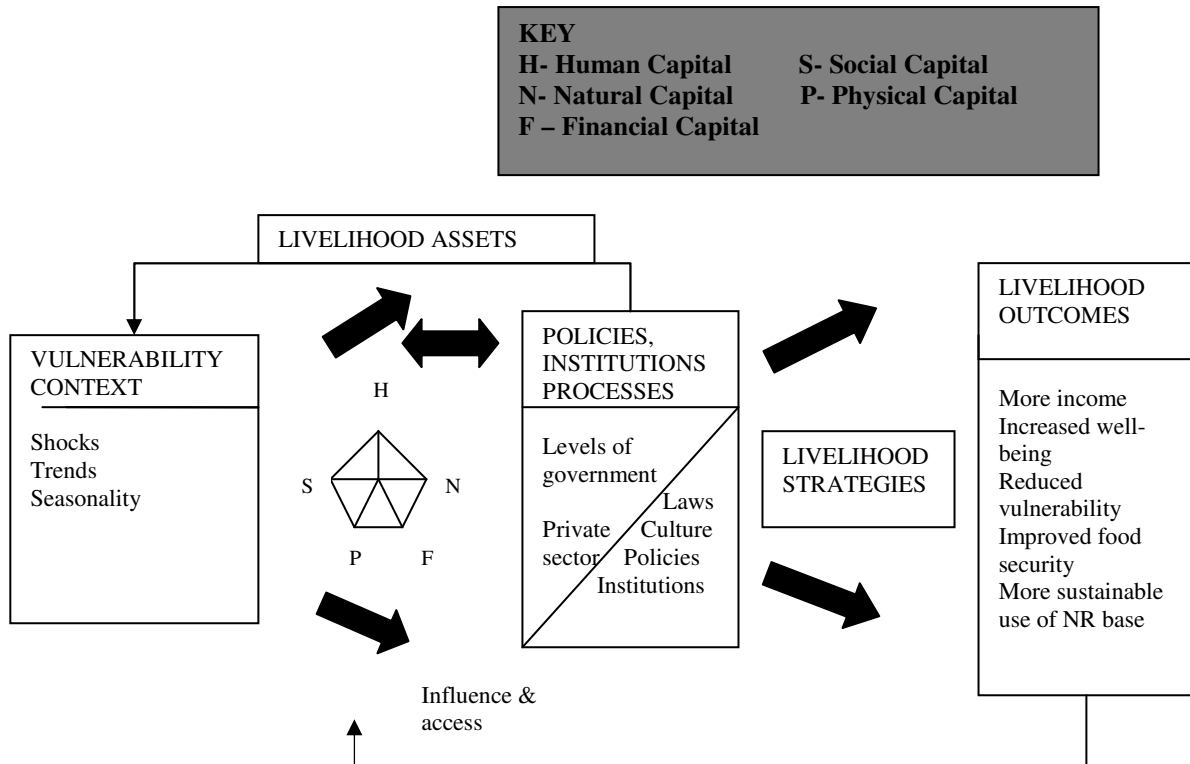 KEY
H- Human Capital S- Social Capital
N- Natural Capital P- Physical Capital
F – Financial Capital
LIVELIHOOD ASSETS
VULNERABILITY
CONTEXT
Shocks
Trends
Seasonality
H
S
N
P
F
POLICIES,
INSTITUTIONS
PROCESSES
Levels of
government
Private
sector
Laws
Culture
Policies
Institutions
LIVELIHOOD
STRATEGIES
LIVELIHOOD
OUTCOMES
More income
Increased well-
being
Reduced
vulnerability
Improved food
security
More sustainable
use of NR base
Influence &
access